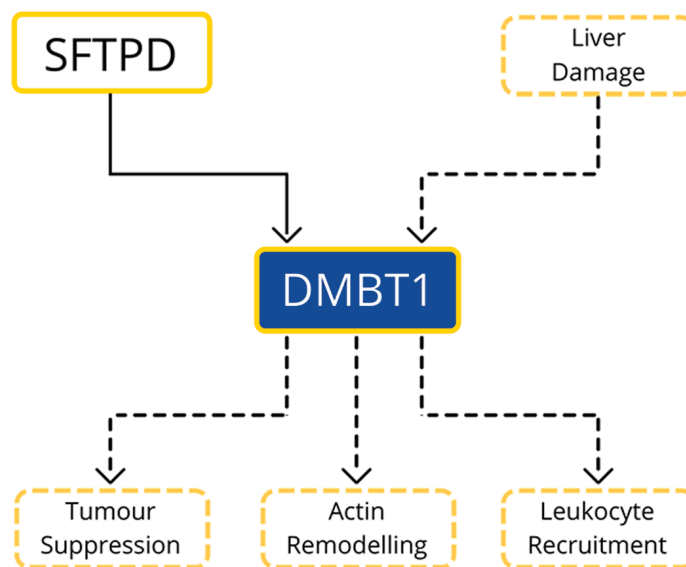 SFTPD
Liver
Damage
DMBT1
Tumour
Suppression
Actin
Remodelling
Leukocyte
Recruitment